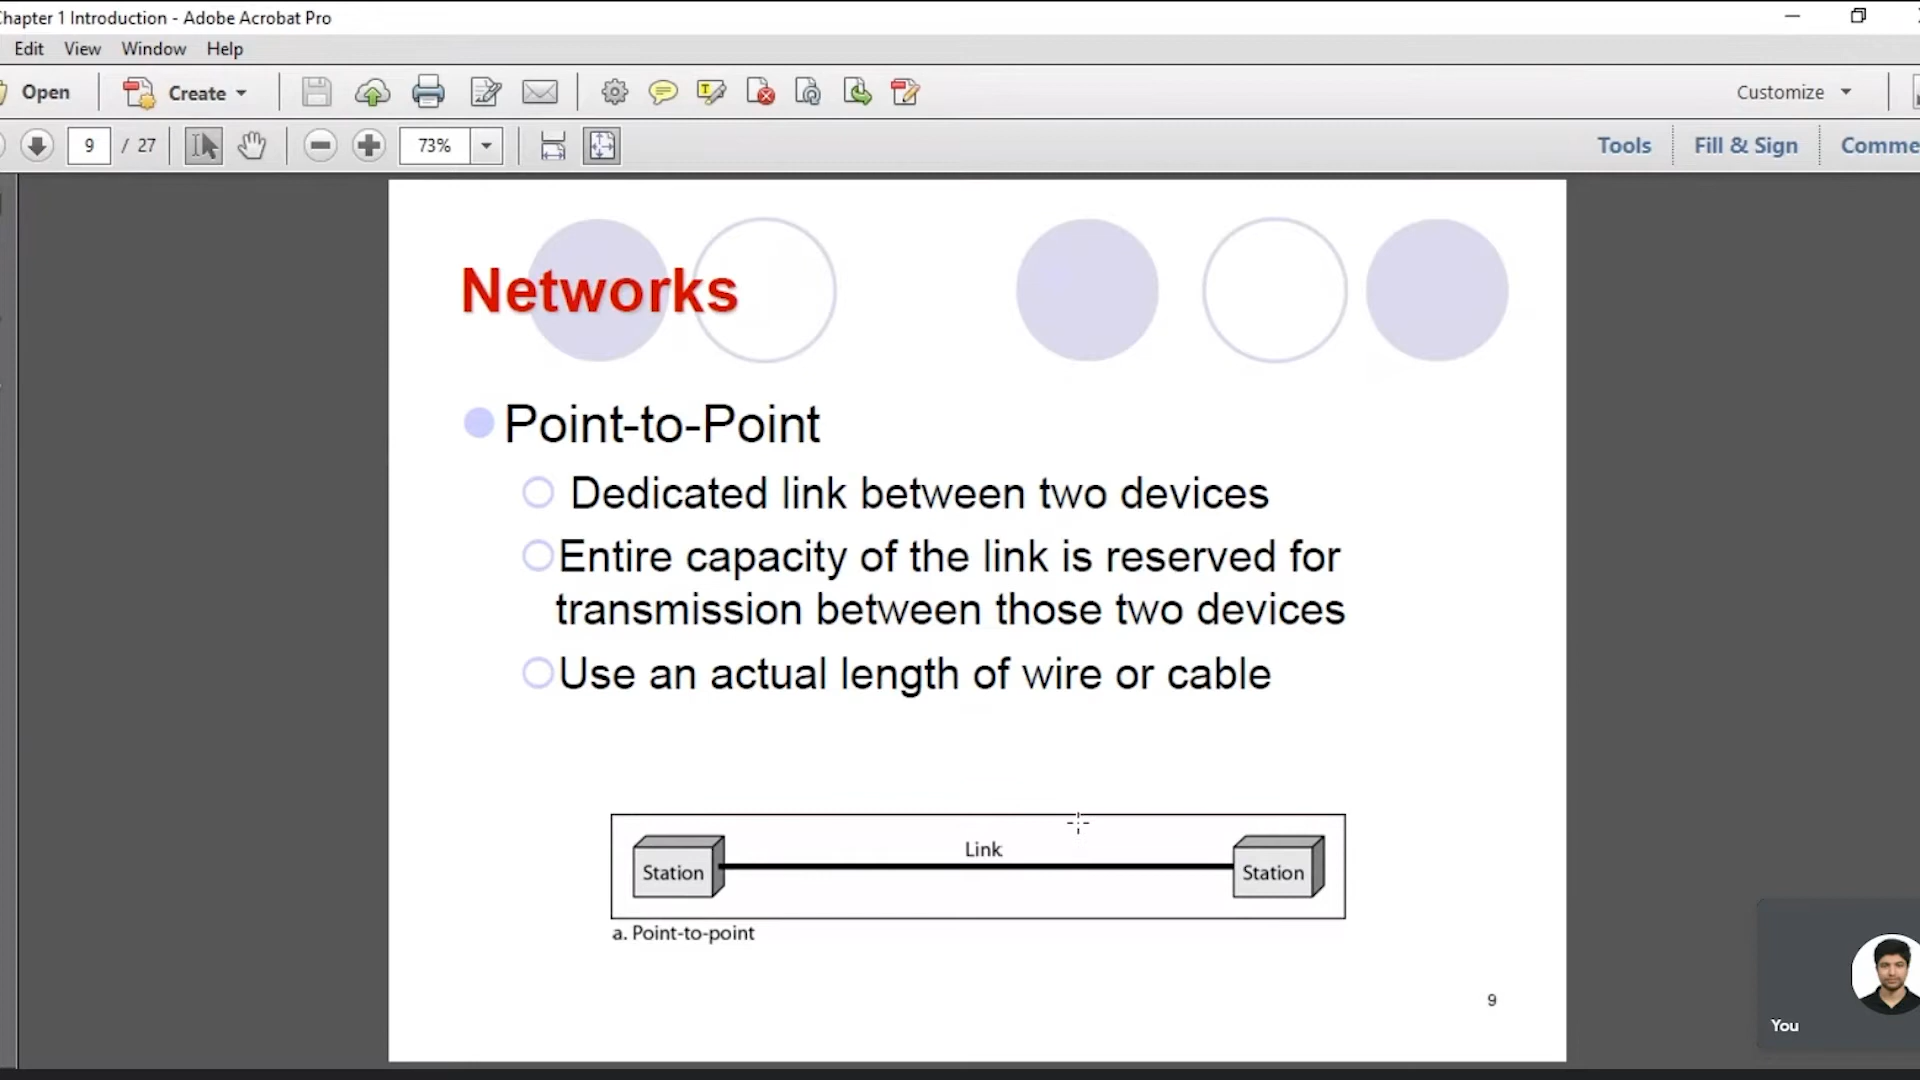 Chapter 1 Introduction - Adobe Acrobat Pro
Edit View Window Help
Open Create Customize
9 / 27 73% Tools Fill & Sign Comme
Networks
Point-to-Point
Dedicated link between two devices
Entire capacity of the link is reserved for
transmission between those two devices
Use an actual length of wire or cable
Link
Station Station
a. Point-to-point
9
You